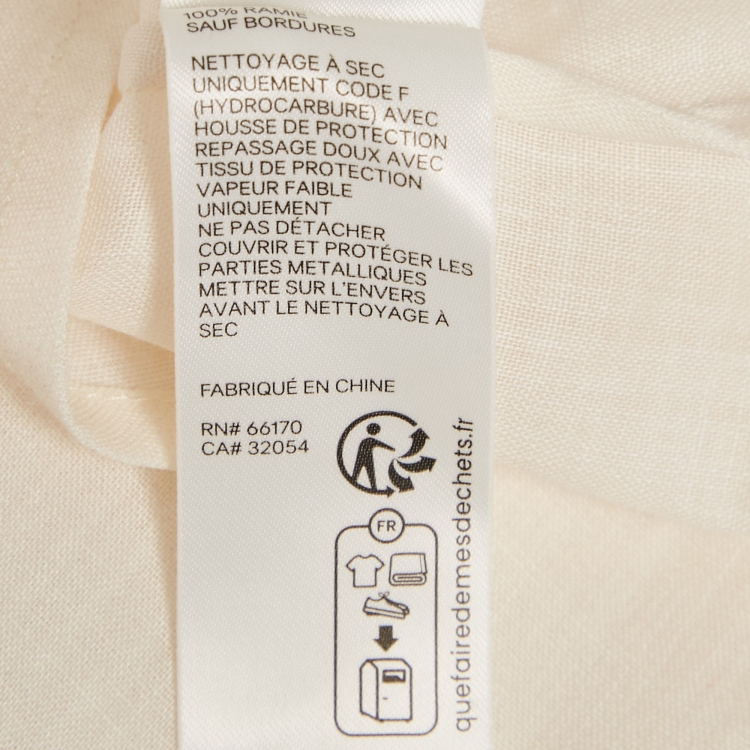 100% RAMIE
SAUF BORDURES
NETTOYAGE À SEC
UNIQUEMENT CODE F
(HYDROCARBURE) AVEC
HOUSSE DE PROTECTION
REPASSAGE DOUX AVEC
TISSU DE PROTECTION
VAPEUR FAIBLE
UNIQUEMENT
NE PAS DÉTACHER
COUVRIR ET PROTÉGER LES
PARTIES METALLIQUES
METTRE SUR L'ENVERS
AVANT LE NETTOYAGE À
SEC
FABRIQUÉ EN CHINE
RN# 66170
CA# 32054
FR
quefairedemesdechets.fr